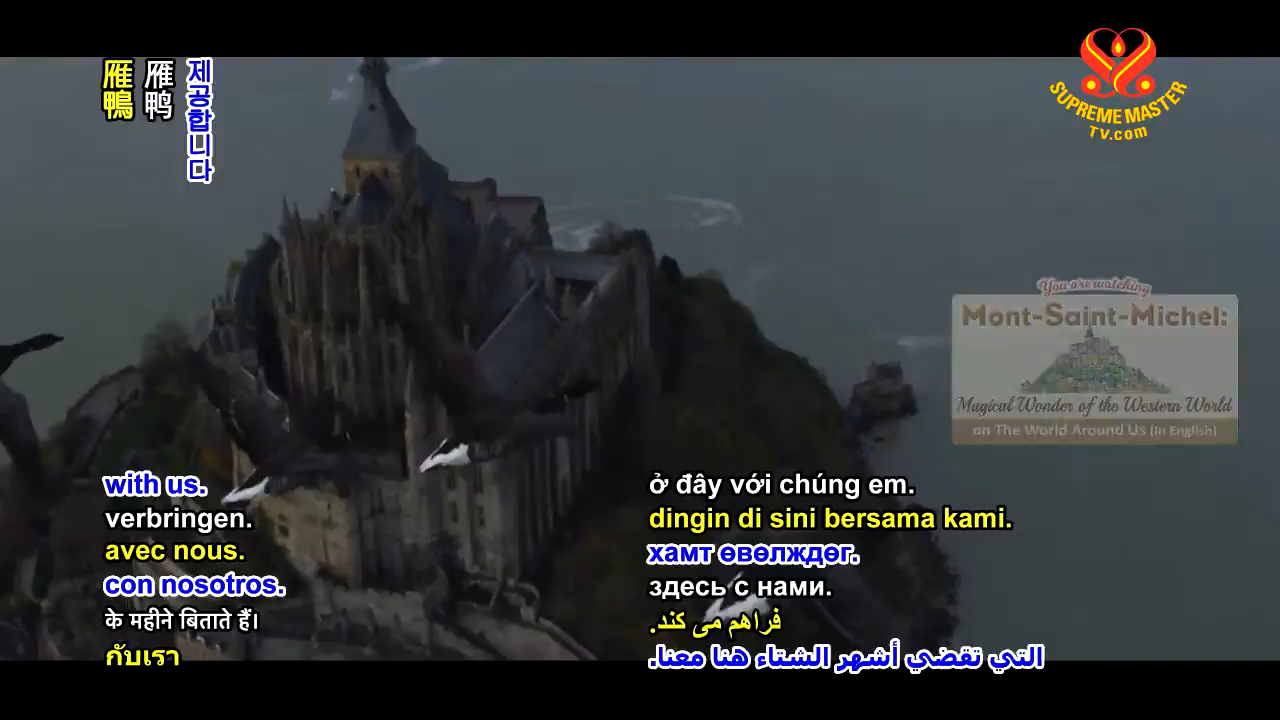 雁鴨
雁鸭
제공합니다
SUPREME MASTER
TV.com
You are watching
Mont-Saint-Michel:
Magical Wonder of the Western World
on The World Around Us (In English)
with us.
verbringen.
avec nous.
con nosotros.
के महीने बिताते हैं।
กับเรา
ở đây với chúng em.
dingin di sini bersama kami.
хамт өвөлждөг.
здесь с нами.
فراهم می کند.
التي تقضي أشهر الشتاء هنا معنا.